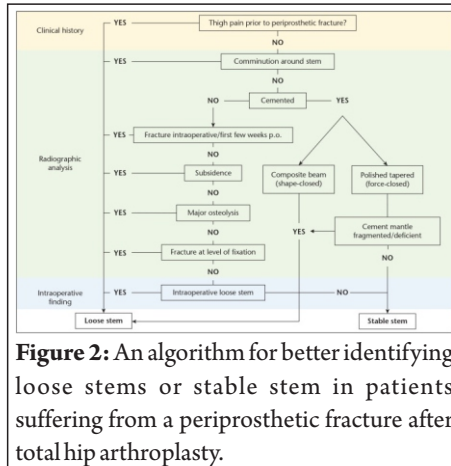 Clinical history
YES
Thigh pain prior to periprosthetic fracture?
NO
YES
Comminution around stem
NO
NO
Cemented
YES
YES
Fracture intraoperative/first few weeks p.o.
NO
Radiographic
analysis
YES
Subsidence
Composite beam
(shape-closed)
Polished tapered
(force-closed)
NO
YES
Major osteolysis
YES
Cement mantle
fragmented/deficient
NO
YES
Fracture at level of fixation
NO
NO
Intraoperative
finding
YES
Intraoperative loose stem
NO
Loose stem
Stable stem
Figure 2: An algorithm for better identifying
loose stems or stable stem in patients
suffering from a periprosthetic fracture after
total hip arthroplasty.